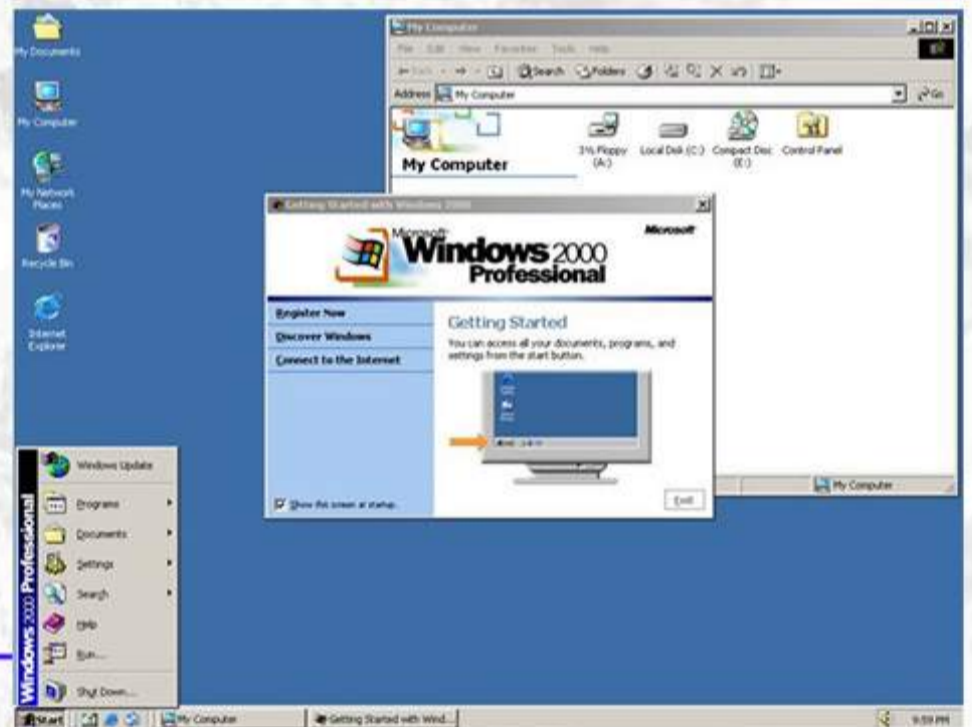 My Documents
My Computer
My Network
Places
Recycle Bin
Internet
Explorer
My Computer
File Edit View Favorites Tools Help
Back
Search Folders
Address My Computer
Go
My Computer
3½ Floppy
(A:)
Local Disk (C:)
Compact Disc
Control Panel
Getting Started with Windows 2000
Microsoft
Microsoft
Windows 2000
Professional
Register Now
Discover Windows
Connect to the Internet
Getting Started
You can access all your documents, programs, and
settings from the start button.
Show this screen at startup.
Exit
My Computer
Windows 2000 Professional
Windows Update
Programs
Documents
Settings
Search
Help
Run...
Shut Down...
Start
My Computer
Getting Started with Wind...
9:59 PM